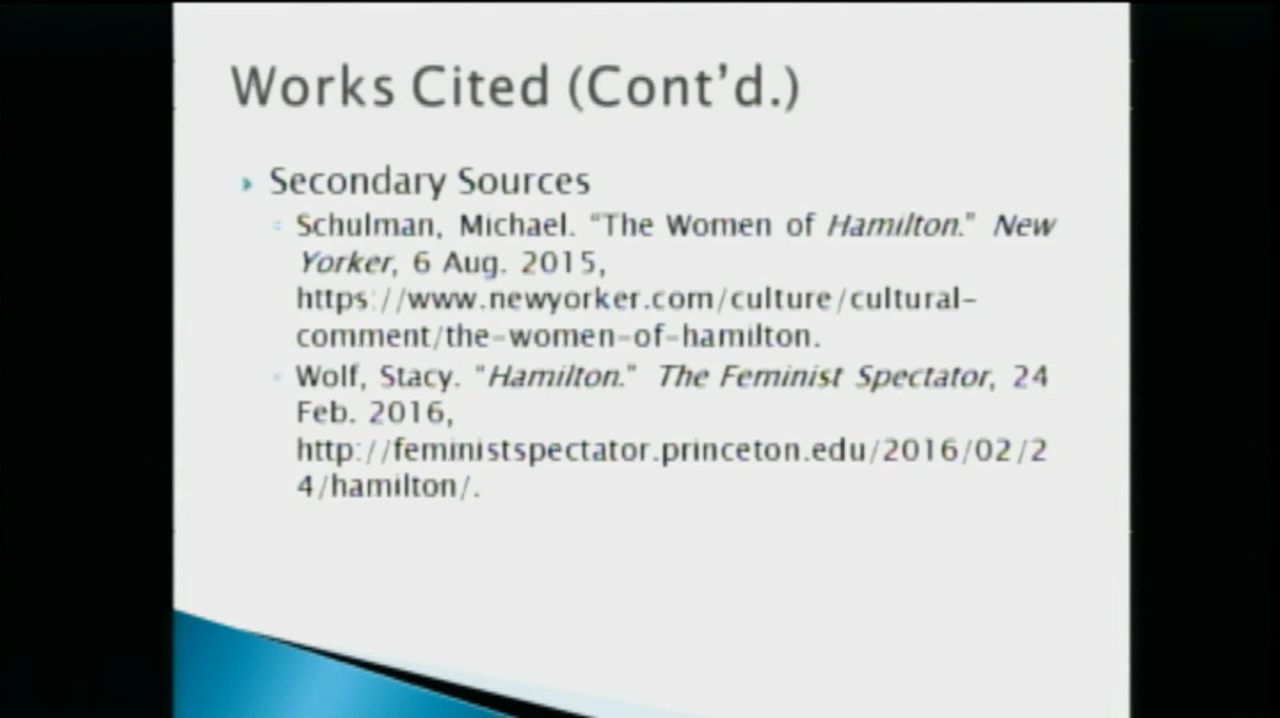 Works Cited (Cont’d.)
Secondary Sources
Schulman, Michael. “The Women of Hamilton.” New
Yorker, 6 Aug. 2015,
https://www.newyorker.com/culture/cultural-
comment/the-women-of-hamilton.
Wolf, Stacy. “Hamilton.” The Feminist Spectator, 24
Feb. 2016,
http://feministspectator.princeton.edu/2016/02/2
4/hamilton/.